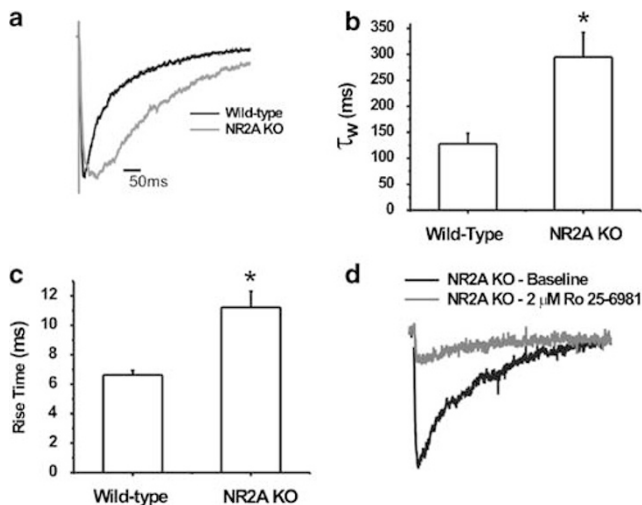 a
Wild-type
NR2A KO
50ms
b
τw (ms)
350
300
250
200
150
100
50
0
*
Wild-Type
NR2A KO
c
Rise Time (ms)
12
10
8
6
4
2
0
*
Wild-type
NR2A KO
d
NR2A KO - Baseline
NR2A KO - 2 μM Ro 25-6981